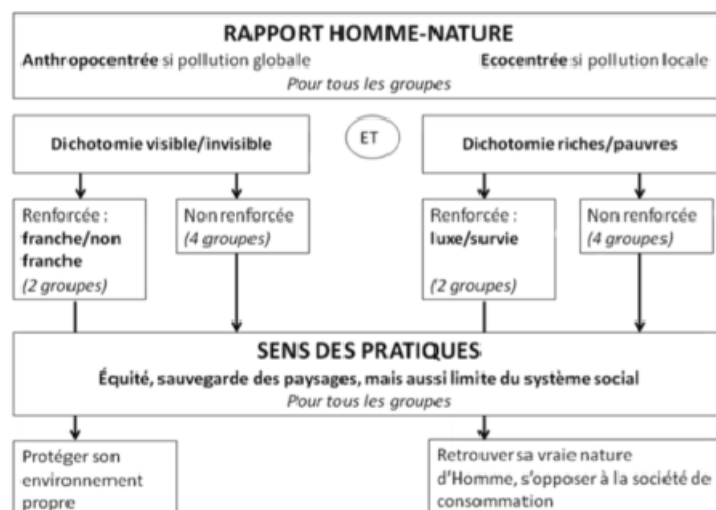 RAPPORT HOMME-NATURE
Anthropocentrée si pollution globale
Ecocentrée si pollution locale
Pour tous les groupes
Dichotomie visible/invisible
ET
Dichotomie riches/pauvres
Renforcée :
franche/non
franche
(2 groupes)
Non renforcée
(4 groupes)
Renforcée :
luxe/survie
(2 groupes)
Non renforcée
(4 groupes)
SENS DES PRATIQUES
Équité, sauvegarde des paysages, mais aussi limite du système social
Pour tous les groupes
Protéger son
environnement
propre
Retrouver sa vraie nature
d'Homme, s'opposer à la société de
consommation